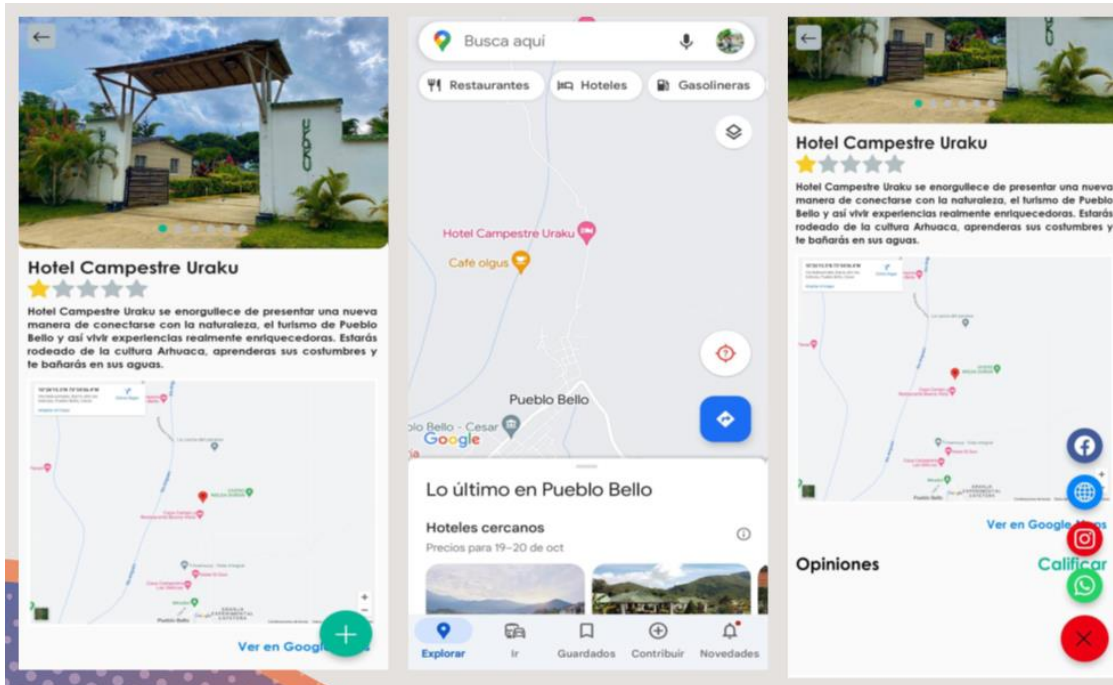 URAKU
Hotel Campestre Uraku
Hotel Campestre Uraku se enorgullece de presentar una nueva
manera de conectarse con la naturaleza, el turismo de Pueblo
Bello y así vivir experiencias realmente enriquecedoras. Estarás
rodeado de la cultura Arhuaca, aprenderas sus costumbres y
te bañarás en sus aguas.
Pueblo Bello
Ver en Goog
Busca aquí
Restaurantes
Hoteles
Gasolineras
Hotel Campestre Uraku
Café olgus
Pueblo Bello
Bello - Cesar
Google
Lo último en Pueblo Bello
Hoteles cercanos
Precios para 19–20 de oct
Explorar
Ir
Guardados
Contribuir
Novedades
Hotel Campestre Uraku
Hotel Campestre Uraku se enorgullece de presentar una nueva
manera de conectarse con la naturaleza, el turismo de Pueblo
Bello y así vivir experiencias realmente enriquecedoras. Estarás
rodeado de la cultura Arhuaca, aprenderas sus costumbres y
te bañarás en sus aguas.
Pueblo Bello
Ver en Google
Opiniones
Calificar